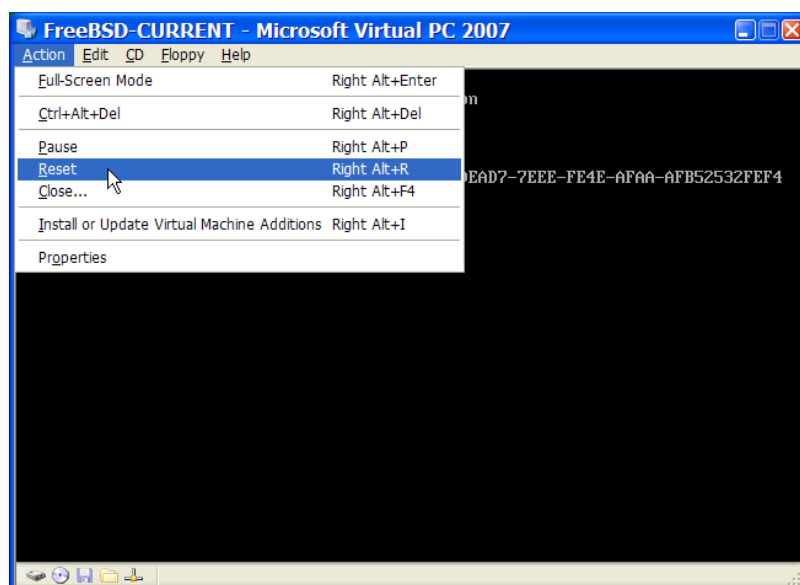 FreeBSD-CURRENT - Microsoft Virtual PC 2007
Action Edit CD Floppy Help
Full-Screen Mode Right Alt+Enter
Ctrl+Alt+Del Right Alt+Del
Pause Right Alt+P
Reset Right Alt+R
Close... Right Alt+F4
Install or Update Virtual Machine Additions Right Alt+I
Properties
on
EAD7-7EEE-FE4E-AFAA-AFB52532FEF4